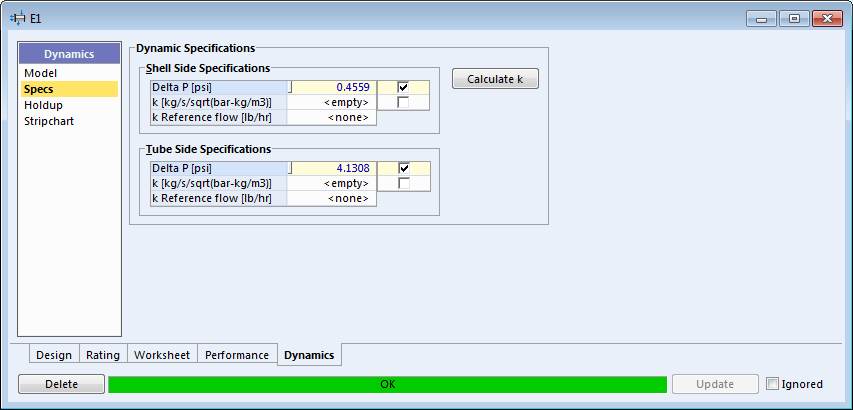 E1
Dynamics
Model
Specs
Holdup
Stripchart
Dynamic Specifications
Shell Side Specifications
Delta P [psi] 0.4559
k [kg/s/sqrt(bar-kg/m3)] <empty>
k Reference flow [lb/hr] <none>
Calculate k
Tube Side Specifications
Delta P [psi] 4.1308
k [kg/s/sqrt(bar-kg/m3)] <empty>
k Reference flow [lb/hr] <none>
Design Rating Worksheet Performance Dynamics
Delete OK Update Ignored